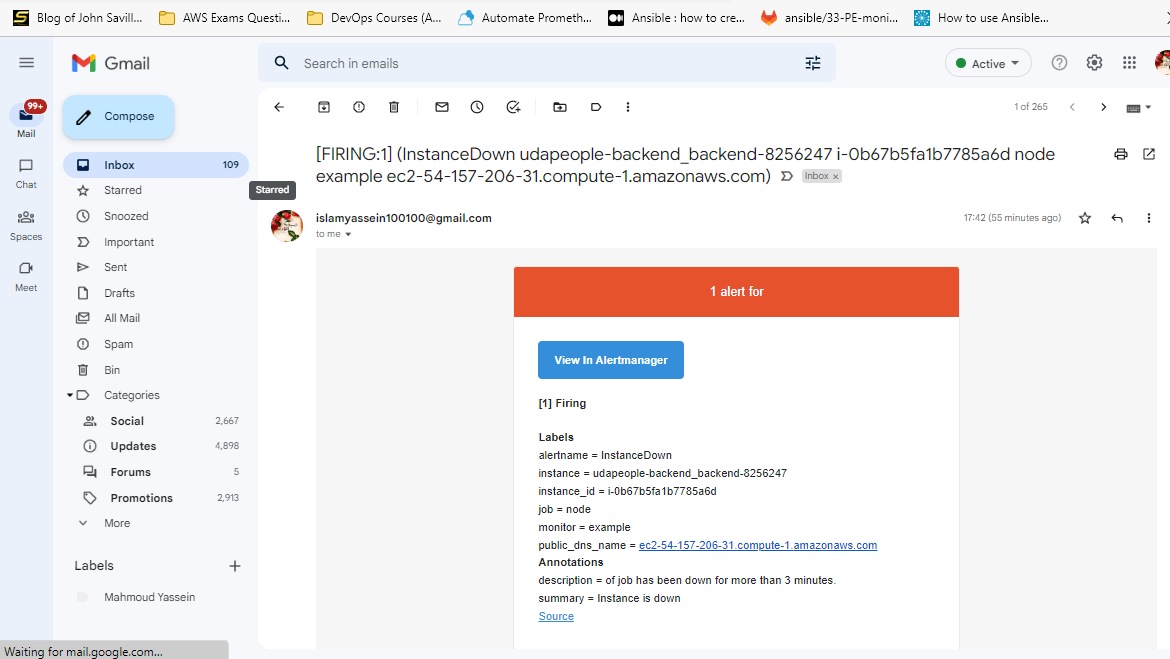 Blog of John Savill... AWS Exams Questi... DevOps Courses (A... Automate Prometh... Ansible : how to cre... ansible/33-PE-moni... How to use Ansible...
Gmail
Search in emails
Active
99+
Mail
Chat
Spaces
Meet
Compose
Inbox 109
Starred
Starred
Snoozed
Important
Sent
Drafts
All Mail
Spam
Bin
Categories
Social 2,667
Updates 4,898
Forums 5
Promotions 2,913
More
Labels
Mahmoud Yassein
1 of 265
[FIRING:1] (InstanceDown udapeople-backend_backend-8256247 i-0b67b5fa1b7785a6d node
example ec2-54-157-206-31.compute-1.amazonaws.com) Inbox x
islamyassein100100@gmail.com 17:42 (55 minutes ago)
to me
1 alert for
View In Alertmanager
[1] Firing
Labels
alertname = InstanceDown
instance = udapeople-backend_backend-8256247
instance_id = i-0b67b5fa1b7785a6d
job = node
monitor = example
public_dns_name = ec2-54-157-206-31.compute-1.amazonaws.com
Annotations
description = of job has been down for more than 3 minutes.
summary = Instance is down
Source
Waiting for mail.google.com...